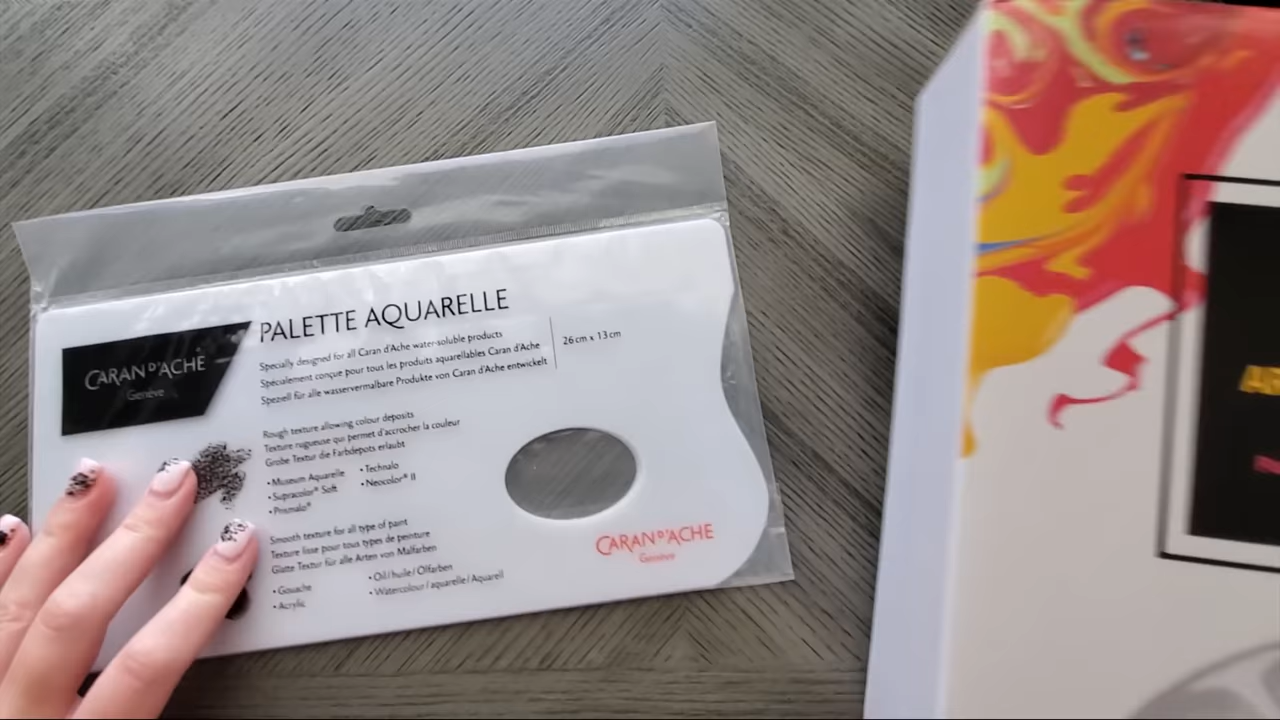 PALETTE AQUARELLE
CARAN D'ACHE
Genève
Specially designed for all Caran d'Ache water-soluble products
Spécialement conçue pour tous les produits aquarellables Caran d'Ache
Speziell für alle wasservermalbare Produkte von Caran d'Ache entwickelt
26 cm x 13 cm
Rough texture allowing colour deposits
Texture rugueuse qui permet d'accrocher la couleur
Grobe Textur die Farbdepots erlaubt
• Museum Aquarelle
• Supracolor® Soft
• Prismalo®
• Technalo
• Neocolor® II
Smooth texture for all type of paint
Texture lisse pour tous types de peinture
Glatte Textur für alle Arten von Malfarben
• Gouache
• Acrylic
• Oil / huile / Olfarben
• Watercolour / aquarelle / Aquarell
CARAN D'ACHE
Genève